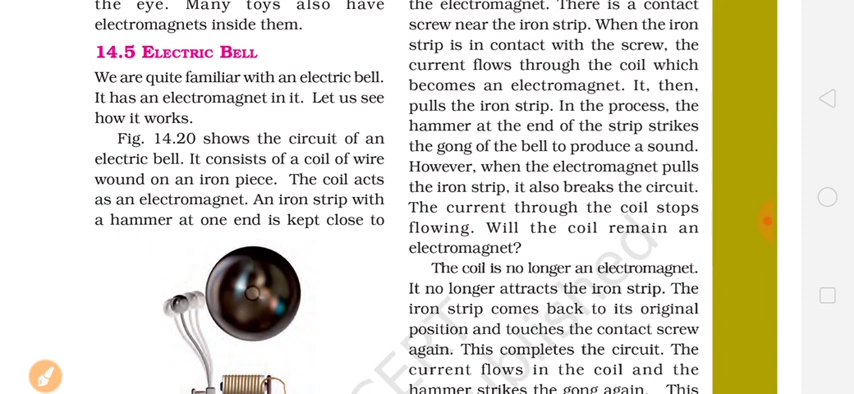 the eye. Many toys also have
electromagnets inside them.
14.5 ELECTRIC BELL
We are quite familiar with an electric bell.
It has an electromagnet in it. Let us see
how it works.
Fig. 14.20 shows the circuit of an
electric bell. It consists of a coil of wire
wound on an iron piece. The coil acts
as an electromagnet. An iron strip with
a hammer at one end is kept close to
the electromagnet. There is a contact
screw near the iron strip. When the iron
strip is in contact with the screw, the
current flows through the coil which
becomes an electromagnet. It, then,
pulls the iron strip. In the process, the
hammer at the end of the strip strikes
the gong of the bell to produce a sound.
However, when the electromagnet pulls
the iron strip, it also breaks the circuit.
The current through the coil stops
flowing. Will the coil remain an
electromagnet?
The coil is no longer an electromagnet.
It no longer attracts the iron strip. The
iron strip comes back to its original
position and touches the contact screw
again. This completes the circuit. The
current flows in the coil and the
hammer strikes the gong again. This